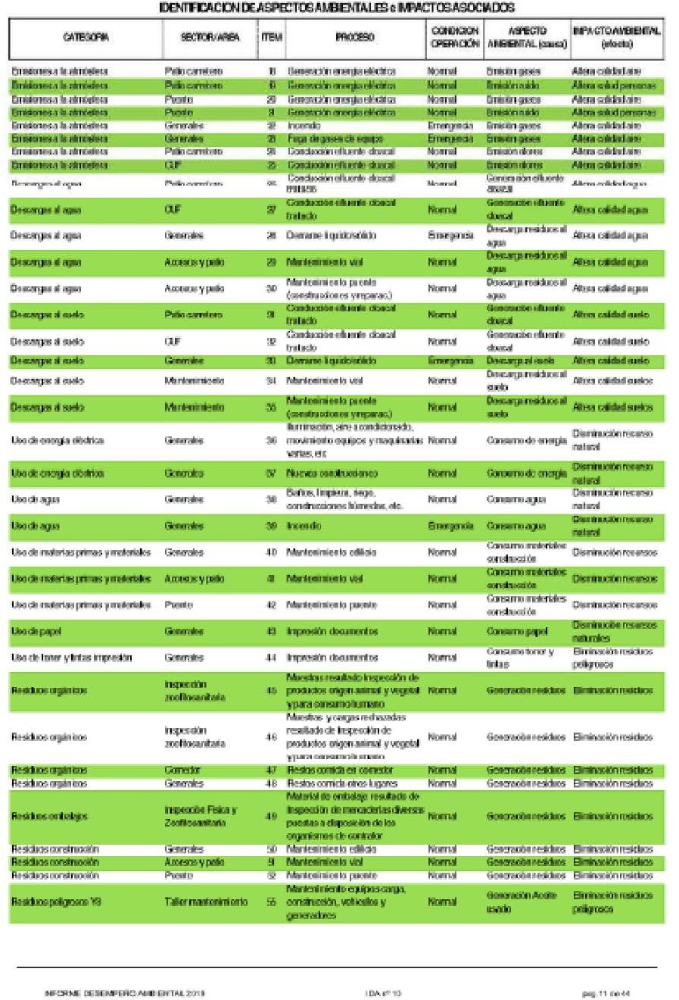 IDENTIFICACION DE ASPECTOS AMBIENTALES e IMPACTOS ASOCIADOS
CATEGORIA SECTOR/AREA ITEM PROCESO CONDICION OPERACIÓN ASPECTO AMBIENTAL (causa) IMPACTO AMBIENTAL (efecto)
Emisiones a la atmósfera Patio carretero 18 Generación energía eléctrica Normal Emisión gases Altera calidad aire
Emisiones a la atmósfera Patio carretero 19 Generación energía eléctrica Normal Emisión ruido Altera salud personas
Emisiones a la atmósfera Puente 20 Generación energía eléctrica Normal Emisión gases Altera calidad aire
Emisiones a la atmósfera Puente 21 Generación energía eléctrica Normal Emisión ruido Altera salud personas
Emisiones a la atmósfera Generales 22 Incendio Emergencia Emisión gases Altera calidad aire
Emisiones a la atmósfera Generales 23 Fuga de gases de equipo Emergencia Emisión gases Altera calidad aire
Emisiones a la atmósfera Patio carretero 24 Conducción efluente cloacal Normal Emisión olores Altera calidad aire
Emisiones a la atmósfera CUF 25 Conducción efluente cloacal Normal Emisión olores Altera calidad aire
Descargas al agua Patio carretero 26 Conducción efluente cloacal tratado Normal Generación efluente cloacal Altera calidad agua
Descargas al agua CUF 27 Conducción efluente cloacal tratado Normal Generación efluente cloacal Altera calidad agua
Descargas al agua Generales 28 Derrame líquido/sólido Emergencia Descarga residuos al agua Altera calidad agua
Descargas al agua Accesos y patio 29 Mantenimiento vial Normal Descarga residuos al agua Altera calidad agua
Descargas al agua Accesos y patio 30 Mantenimiento puente (construcciones y reparac.) Normal Descarga residuos al agua Altera calidad agua
Descargas al suelo Patio carretero 31 Conducción efluente cloacal tratado Normal Generación efluente cloacal Altera calidad suelo
Descargas al suelo CUF 32 Conducción efluente cloacal tratado Normal Generación efluente cloacal Altera calidad suelo
Descargas al suelo Generales 33 Derrame líquido/sólido Emergencia Descarga al suelo Altera calidad suelo
Descargas al suelo Mantenimiento 34 Mantenimiento vial Normal Descarga residuos al suelo Altera calidad suelos
Descargas al suelo Mantenimiento 35 Mantenimiento puente (construcciones y reparac.) Normal Descarga residuos al suelo Altera calidad suelos
Uso de energía eléctrica Generales 36 Iluminación, aire acondicionado, movimiento equipos y maquinarias varias, etc Normal Consumo de energía Disminución recurso natural
Uso de energía eléctrica Generales 37 Nuevas construcciones Normal Consumo de energía Disminución recurso natural
Uso de agua Generales 38 Baños, limpieza, riego, construcciones húmedas, etc. Normal Consumo agua Disminución recurso natural
Uso de agua Generales 39 Incendio Emergencia Consumo agua Disminución recurso natural
Uso de materias primas y materiales Generales 40 Mantenimiento edilicio Normal Consumo materiales construcción Disminución recursos
Uso de materias primas y materiales Accesos y patio 41 Mantenimiento vial Normal Consumo materiales construcción Disminución recursos
Uso de materias primas y materiales Puente 42 Mantenimiento puente Normal Consumo materiales construcción Disminución recursos
Uso de papel Generales 43 Impresión documentos Normal Consumo papel Disminución recursos naturales
Uso de toner y tintas impresión Generales 44 Impresión documentos Normal Consumo toner y tintas Eliminación residuos peligrosos
Residuos orgánicos Inspección zoofitosanitaria 45 Muestras resultado Inspección de productos origen animal y vegetal y para consumo humano Normal Generación residuos Eliminación residuos
Residuos orgánicos Inspección zoofitosanitaria 46 Muestras y cargas rechazadas resultado de Inspección de productos origen animal y vegetal y para consumo humano Normal Generación residuos Eliminación residuos
Residuos orgánicos Comedor 47 Restos comida en comedor Normal Generación residuos Eliminación residuos
Residuos orgánicos Generales 48 Restos comida otros lugares Normal Generación residuos Eliminación residuos
Residuos embalajes Inspección Física y Zoofitosanitaria 49 Material de embalaje resultado de Inspección de mercaderías diversas puestas a disposición de los organismos de contralor Normal Generación residuos Eliminación residuos
Residuos construcción Generales 50 Mantenimiento edilicio Normal Generación residuos Eliminación residuos
Residuos construcción Accesos y patio 51 Mantenimiento vial Normal Generación residuos Eliminación residuos
Residuos construcción Puente 52 Mantenimiento puente Normal Generación residuos Eliminación residuos
Residuos peligrosos Taller mantenimiento Mantenimiento equipos carga, construcción, vehículos y generadores Normal Generación Aceite usado Eliminación residuos peligrosos
INFORME DESEMPEÑO AMBIENTAL 2019 IDA nº 10 pag. 11 de 44